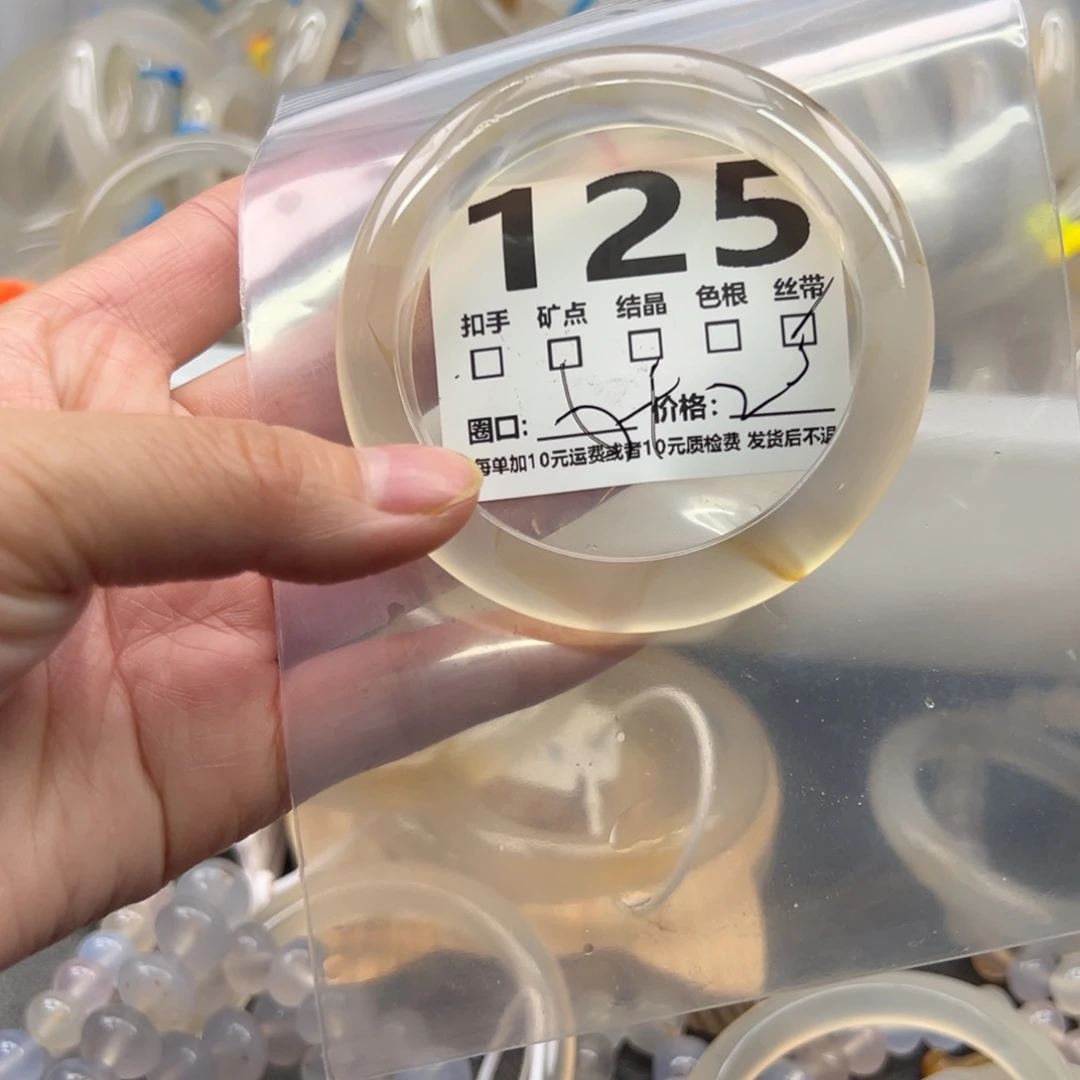 125
扣手 矿点 结晶 色根 丝带
圈口: 价格:
每单加10元运费或者10元质检费 发货后不退